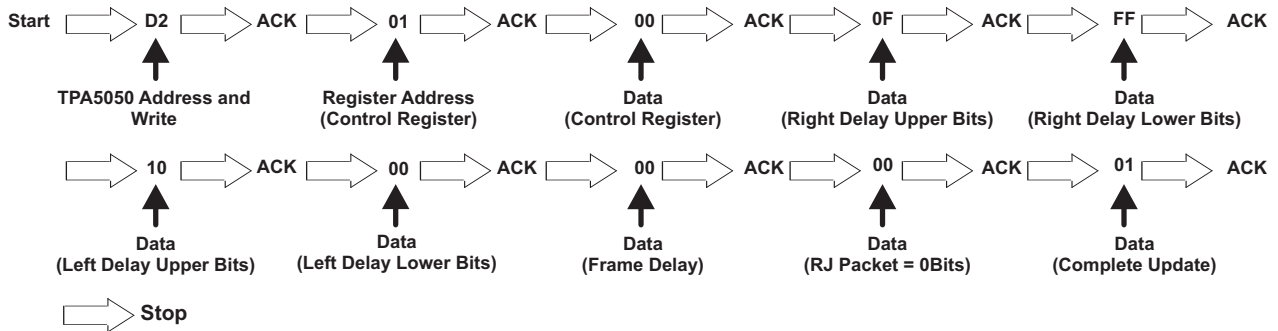 Start D2 ACK 01 ACK 00 ACK 0F ACK FF ACK
TPA5050 Address and Write
Register Address (Control Register)
Data (Control Register)
Data (Right Delay Upper Bits)
Data (Right Delay Lower Bits)
10 ACK 00 ACK 00 ACK 00 ACK 01 ACK
Data (Left Delay Upper Bits)
Data (Left Delay Lower Bits)
Data (Frame Delay)
Data (RJ Packet = 0Bits)
Data (Complete Update)
Stop